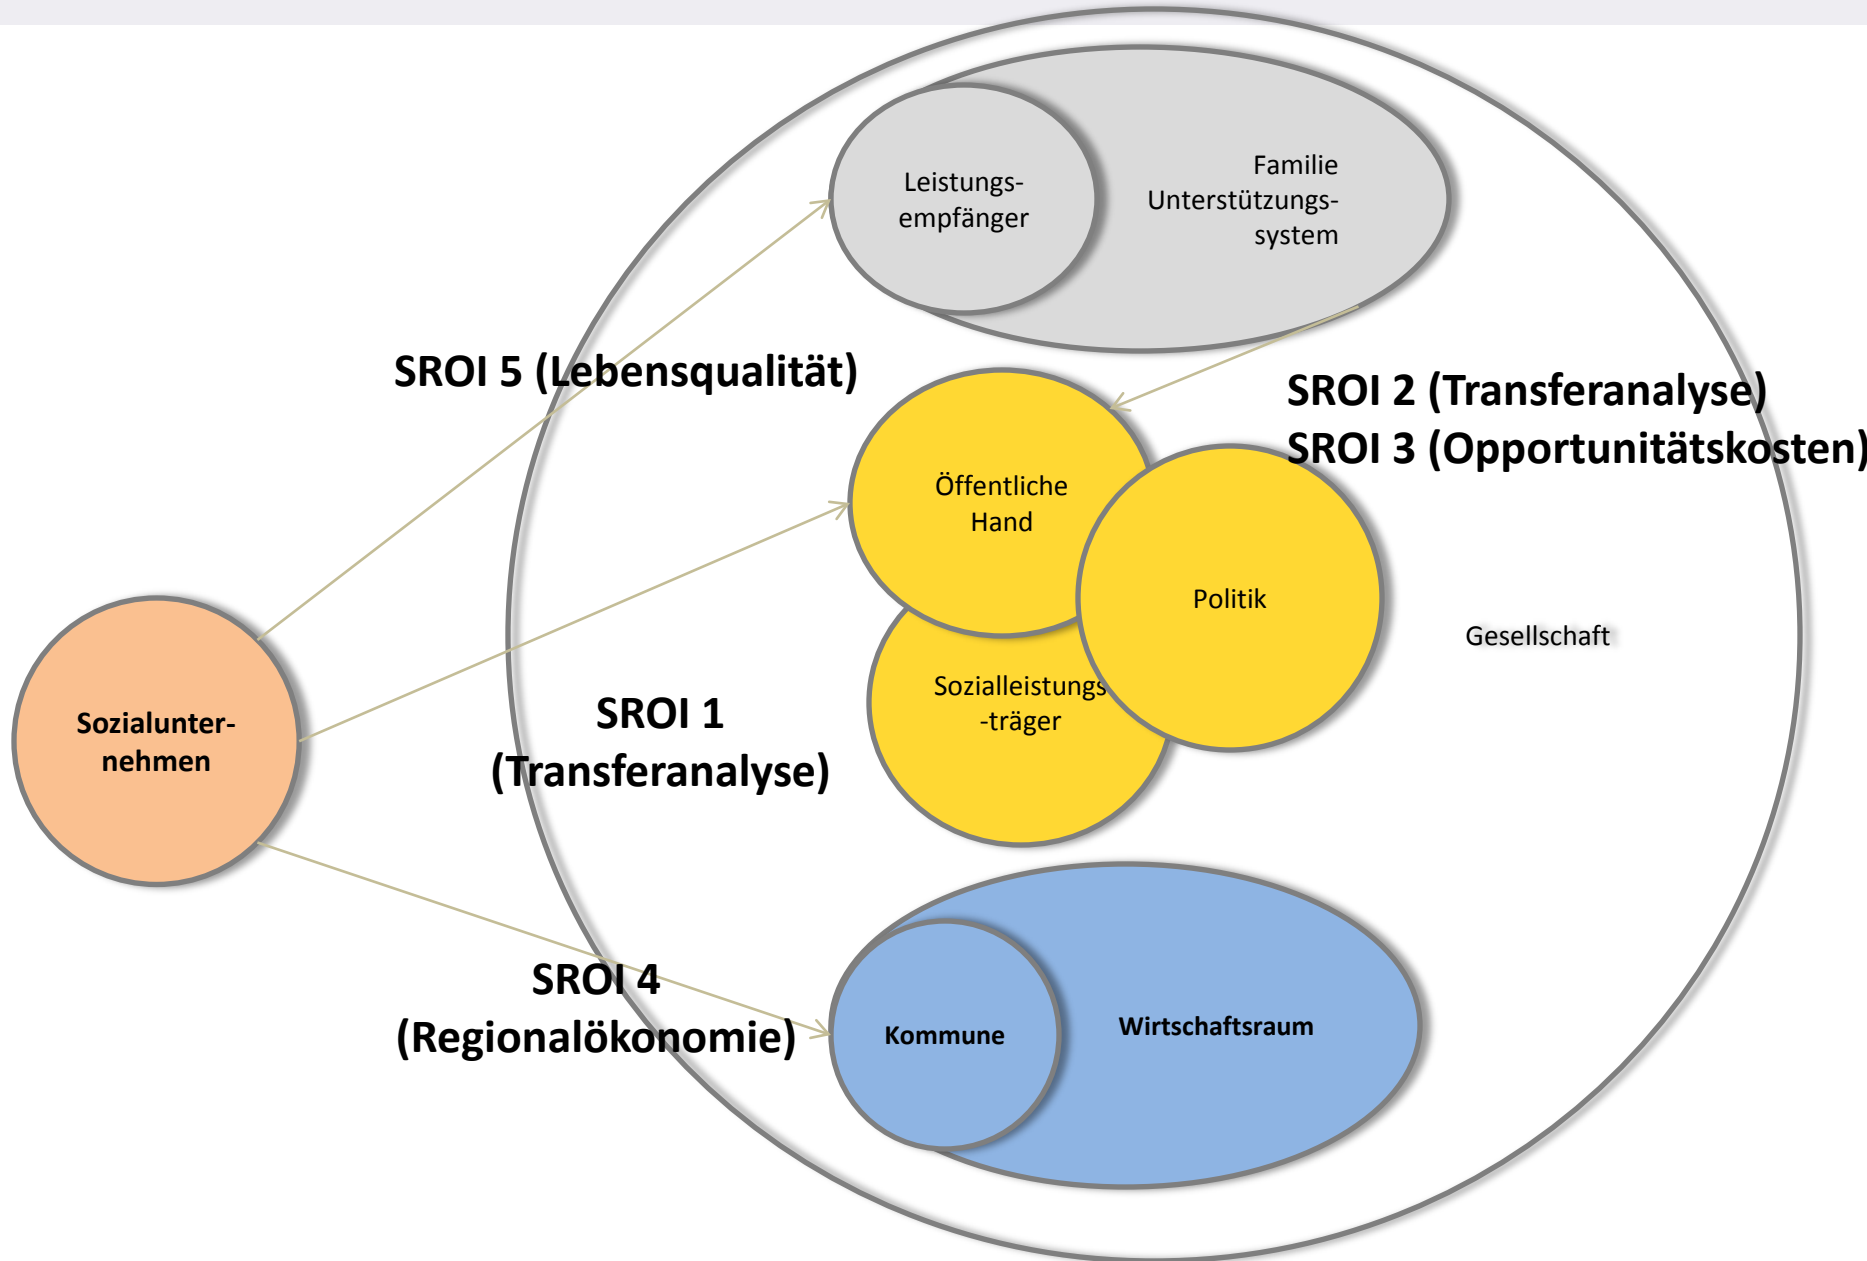 Leistungs-
empfänger
Familie
Unterstützungs-
system
SROI 5 (Lebensqualität)
SROI 2 (Transferanalyse)
SROI 3 (Opportunitätskosten)
Öffentliche
Hand
Politik
Gesellschaft
Sozialleistungs
-träger
Sozialunter-
nehmen
SROI 1
(Transferanalyse)
SROI 4
(Regionalökonomie)
Kommune
Wirtschaftsraum